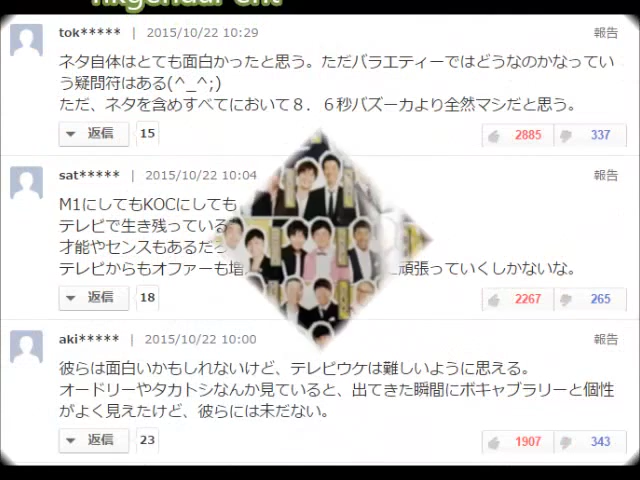 tok***** | 2015/10/22 10:29 報告
ネタ自体はとても面白かったと思う。ただバラエティーではどうなのかなってい
う疑問符はある(^_^;)
ただ、ネタを含めすべてにおいて８．６秒バズーカより全然マシだと思う。
返信 15 2885 337
sat***** | 2015/10/22 10:04 報告
M1にしてもKOCにしても
テレビで生き残っている
才能やセンスもあるだろ
テレビからもオファーも増 頑張っていくしかないな。
返信 18 2267 265
aki***** | 2015/10/22 10:00 報告
彼らは面白いかもしれないけど、テレビウケは難しいように思える。
オードリーやタカトシなんか見ていると、出てきた瞬間にボキャブラリーと個性
がよく見えたけど、彼らには未だない。
返信 23 1907 343